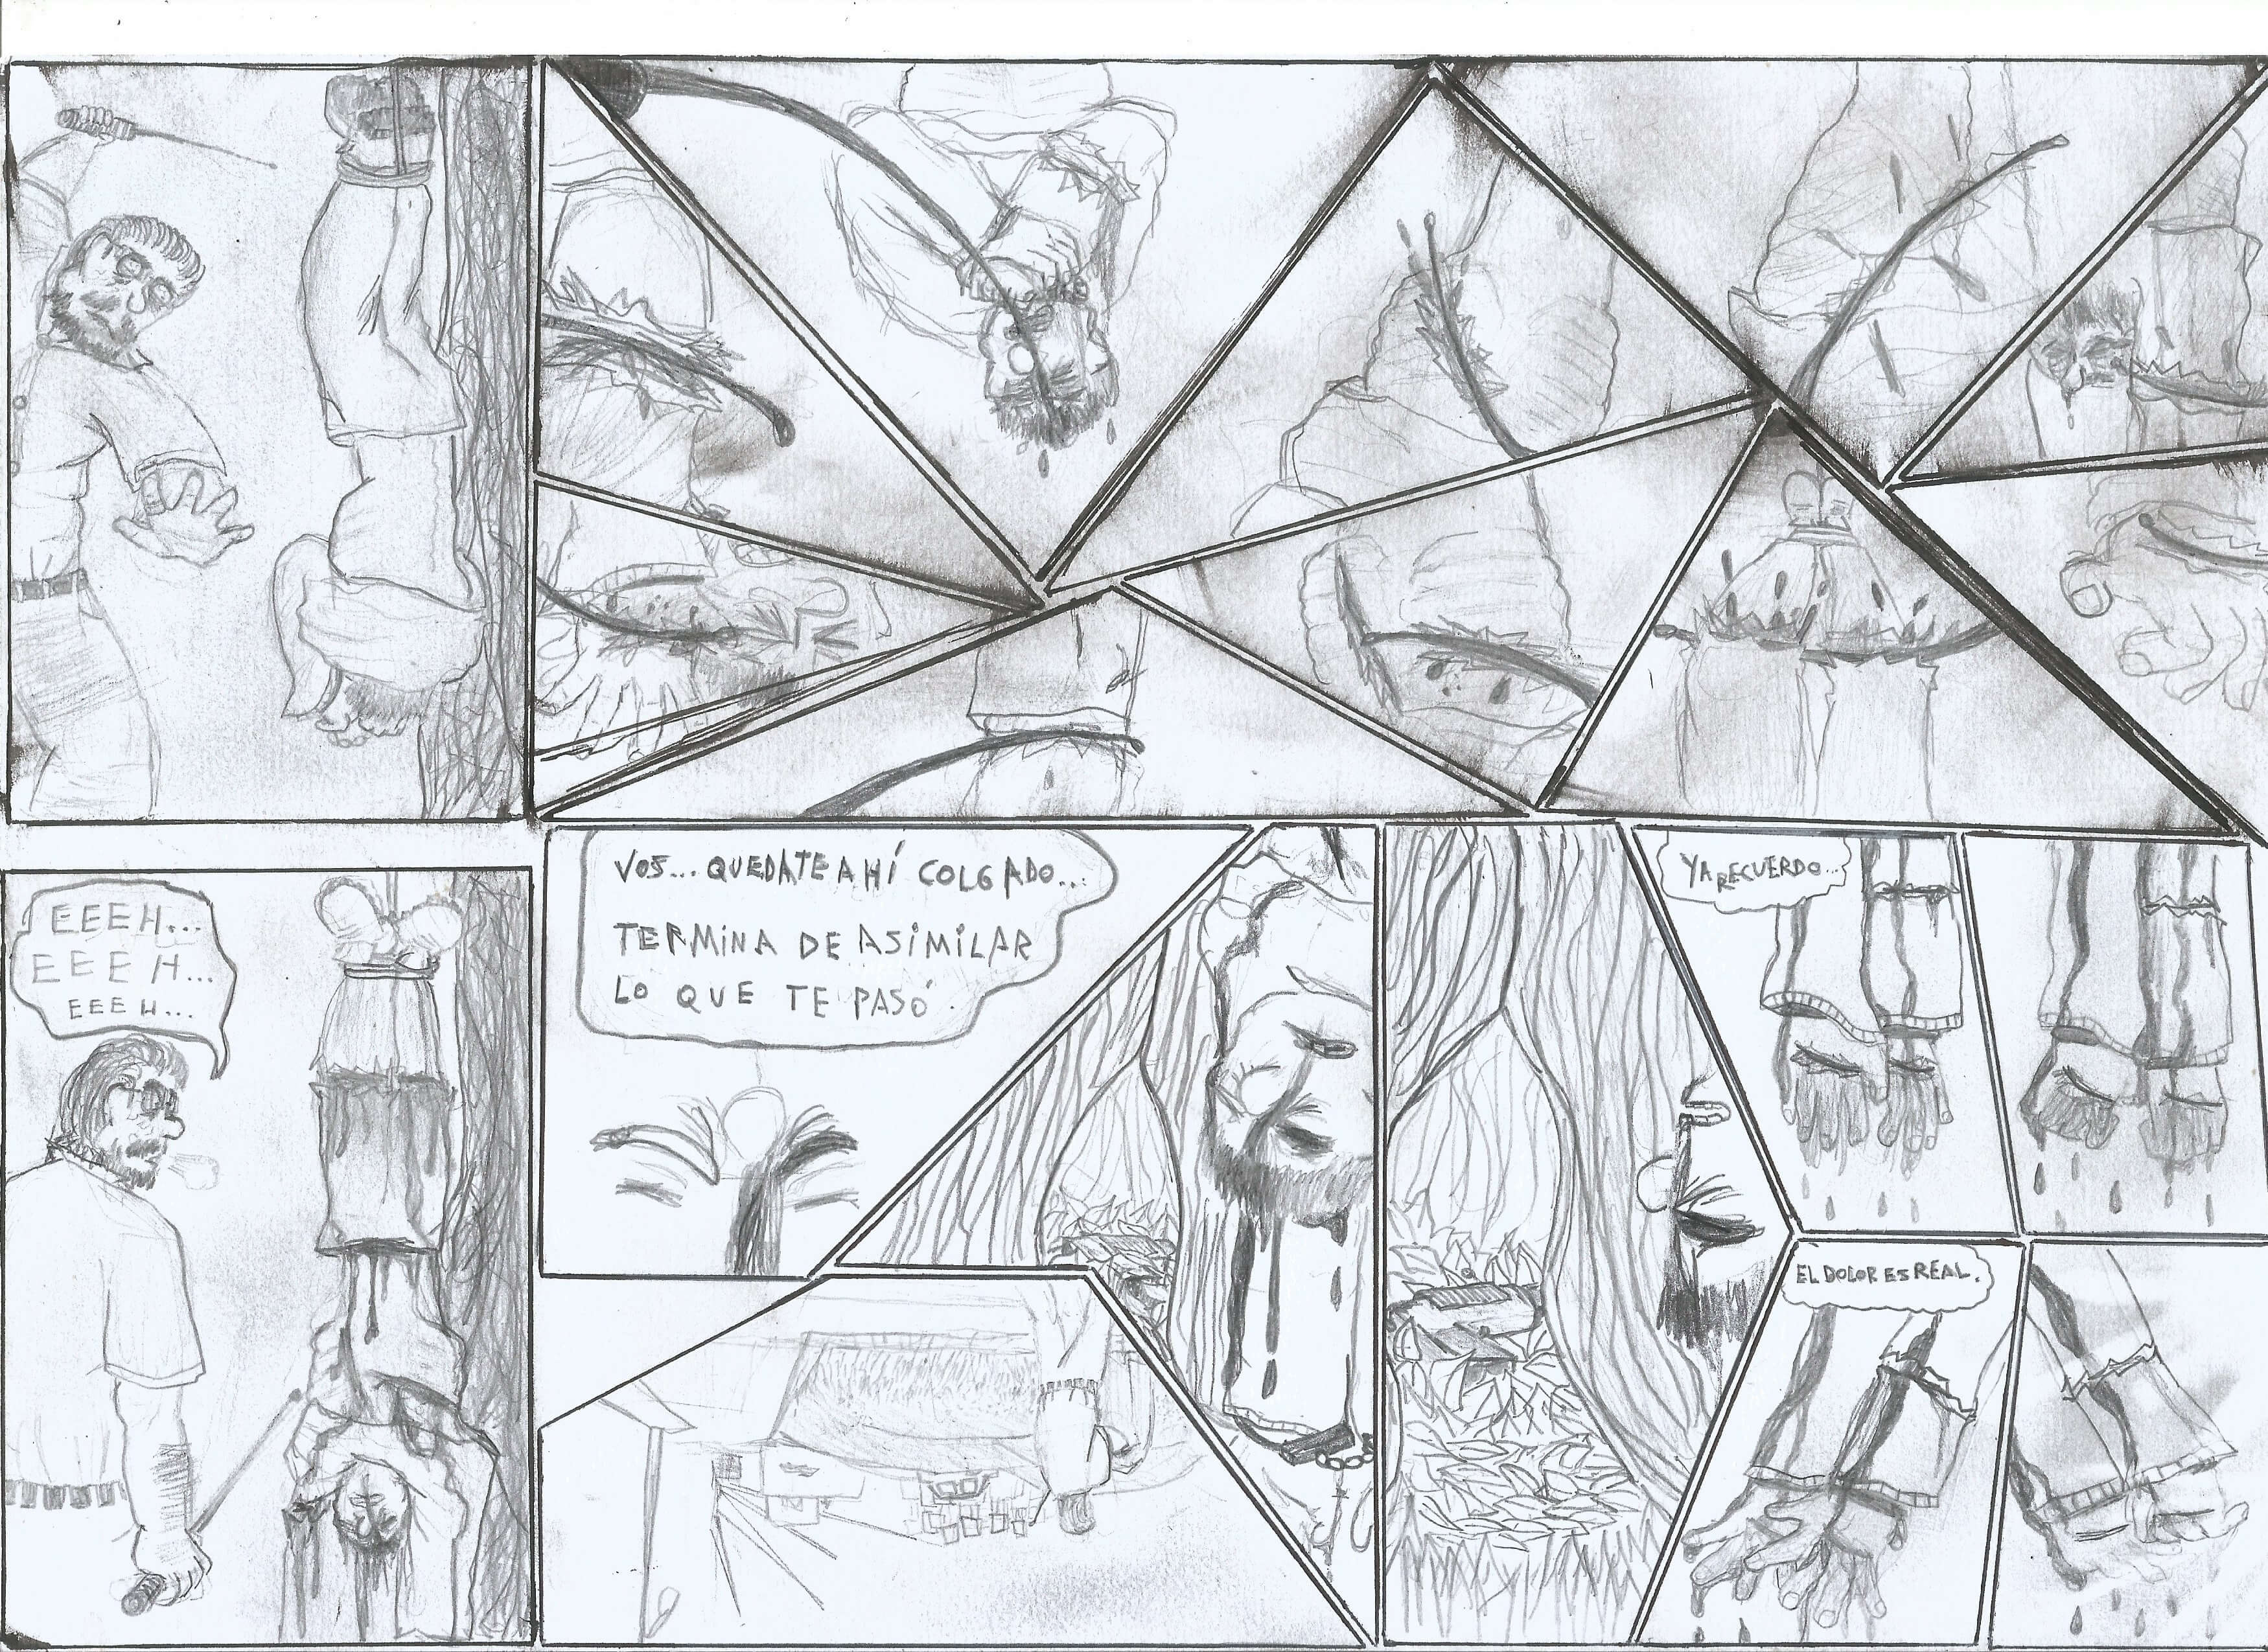 EEEH...
EEEH...
EEEH...
VOS... QUEDATE AHÍ COLGADO...
TERMINA DE ASIMILAR
LO QUE TE PASÓ.
YA RECUERDO...
EL DOLOR ES REAL.